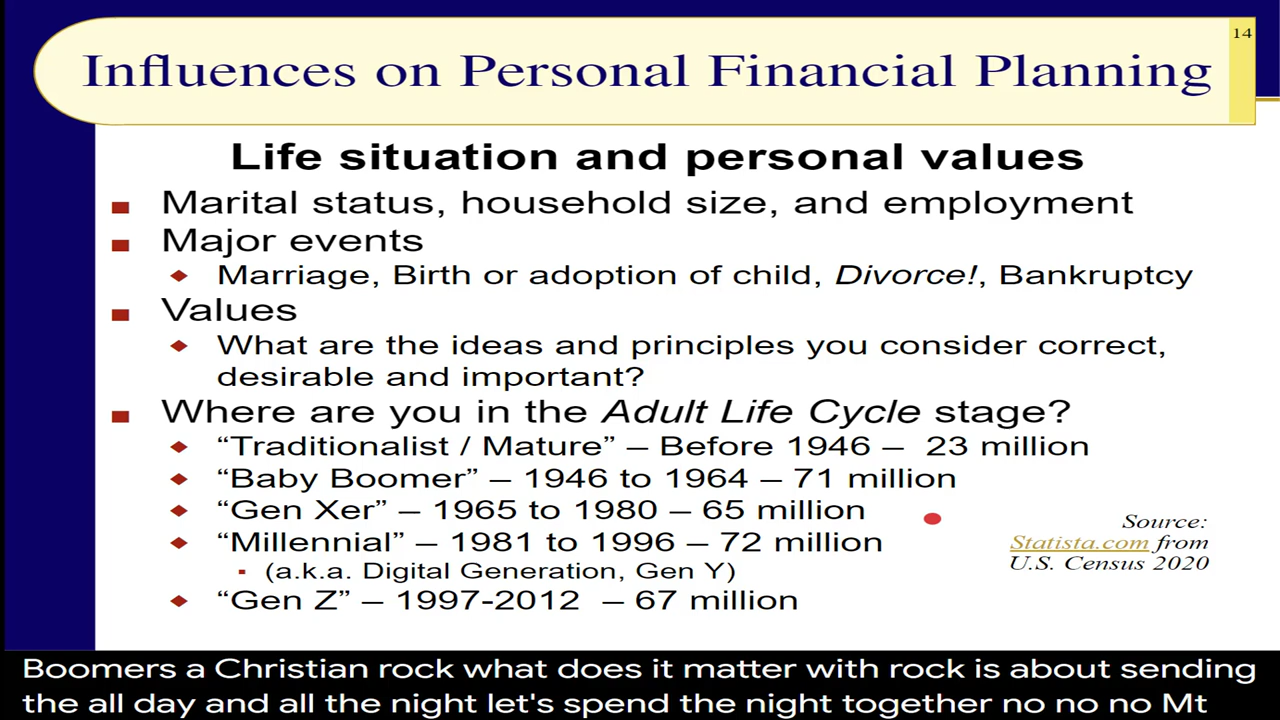 14
Influences on Personal Financial Planning
Life situation and personal values
Marital status, household size, and employment
Major events
Marriage, Birth or adoption of child, Divorce!, Bankruptcy
Values
What are the ideas and principles you consider correct,
desirable and important?
Where are you in the Adult Life Cycle stage?
“Traditionalist / Mature” – Before 1946 – 23 million
“Baby Boomer” – 1946 to 1964 – 71 million
“Gen Xer” – 1965 to 1980 – 65 million
“Millennial” – 1981 to 1996 – 72 million
(a.k.a. Digital Generation, Gen Y)
“Gen Z” – 1997-2012 – 67 million
Source:
Statista.com from
U.S. Census 2020
Boomers a Christian rock what does it matter with rock is about sending
the all day and all the night let's spend the night together no no no Mt